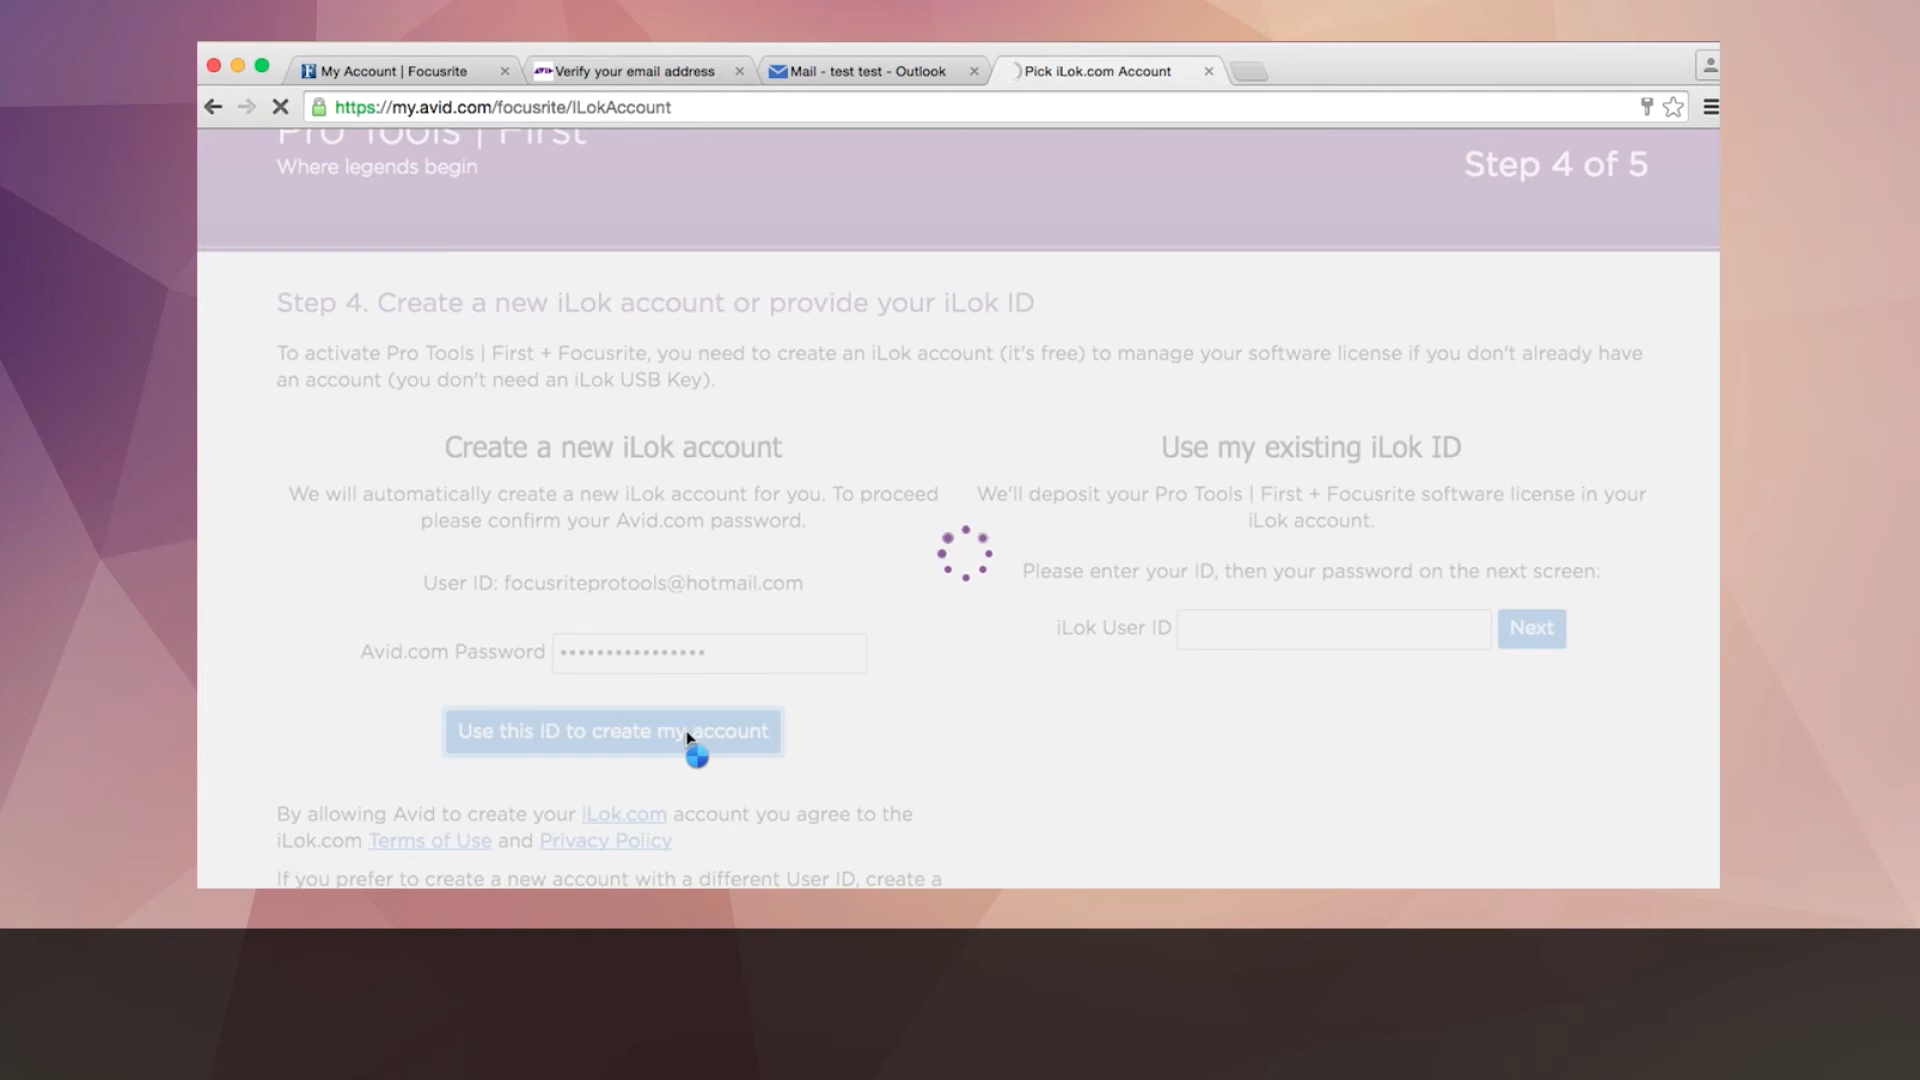 My Account | Focusrite
Verify your email address
Mail - test test - Outlook
Pick iLok.com Account
https://my.avid.com/focusrite/ILokAccount
Pro Tools | First
Where legends begin
Step 4 of 5
Step 4. Create a new iLok account or provide your iLok ID
To activate Pro Tools | First + Focusrite, you need to create an iLok account (it's free) to manage your software license if you don't already have
an account (you don't need an iLok USB Key).
Create a new iLok account
We will automatically create a new iLok account for you. To proceed
please confirm your Avid.com password.
User ID: focusriteprotools@hotmail.com
Avid.com Password ••••••••••••••••
Use this ID to create my account
By allowing Avid to create your iLok.com account you agree to the
iLok.com Terms of Use and Privacy Policy
If you prefer to create a new account with a different User ID, create a
Use my existing iLok ID
We'll deposit your Pro Tools | First + Focusrite software license in your
iLok account.
Please enter your ID, then your password on the next screen:
iLok User ID
Next